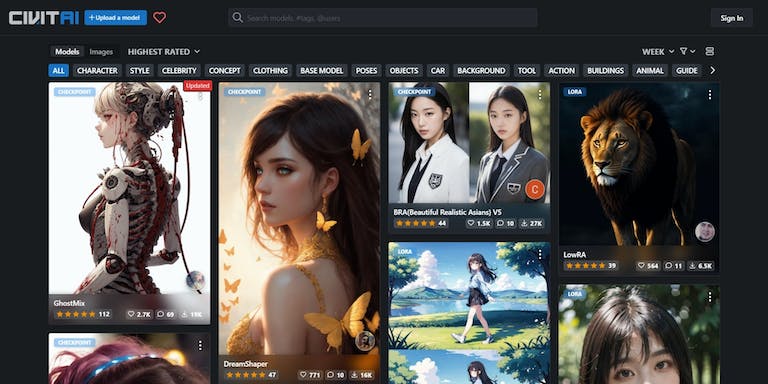 CIVITAI
+Upload a model
Search models, #tags, @users
Sign In
Models Images HIGHEST RATED
WEEK
ALL CHARACTER STYLE CELEBRITY CONCEPT CLOTHING BASE MODEL POSES OBJECTS CAR BACKGROUND TOOL ACTION BUILDINGS ANIMAL GUIDE
CHECKPOINT
Updated
GhostMix
112 2.7K 69 19K
CHECKPOINT
DreamShaper
47 771 10 16K
CHECKPOINT
C
BRA(Beautiful Realistic Asians) V5
44 1.5K 10 27K
LORA
LowRA
39 564 11 6.5K
CHECKPOINT
LORA
LORA